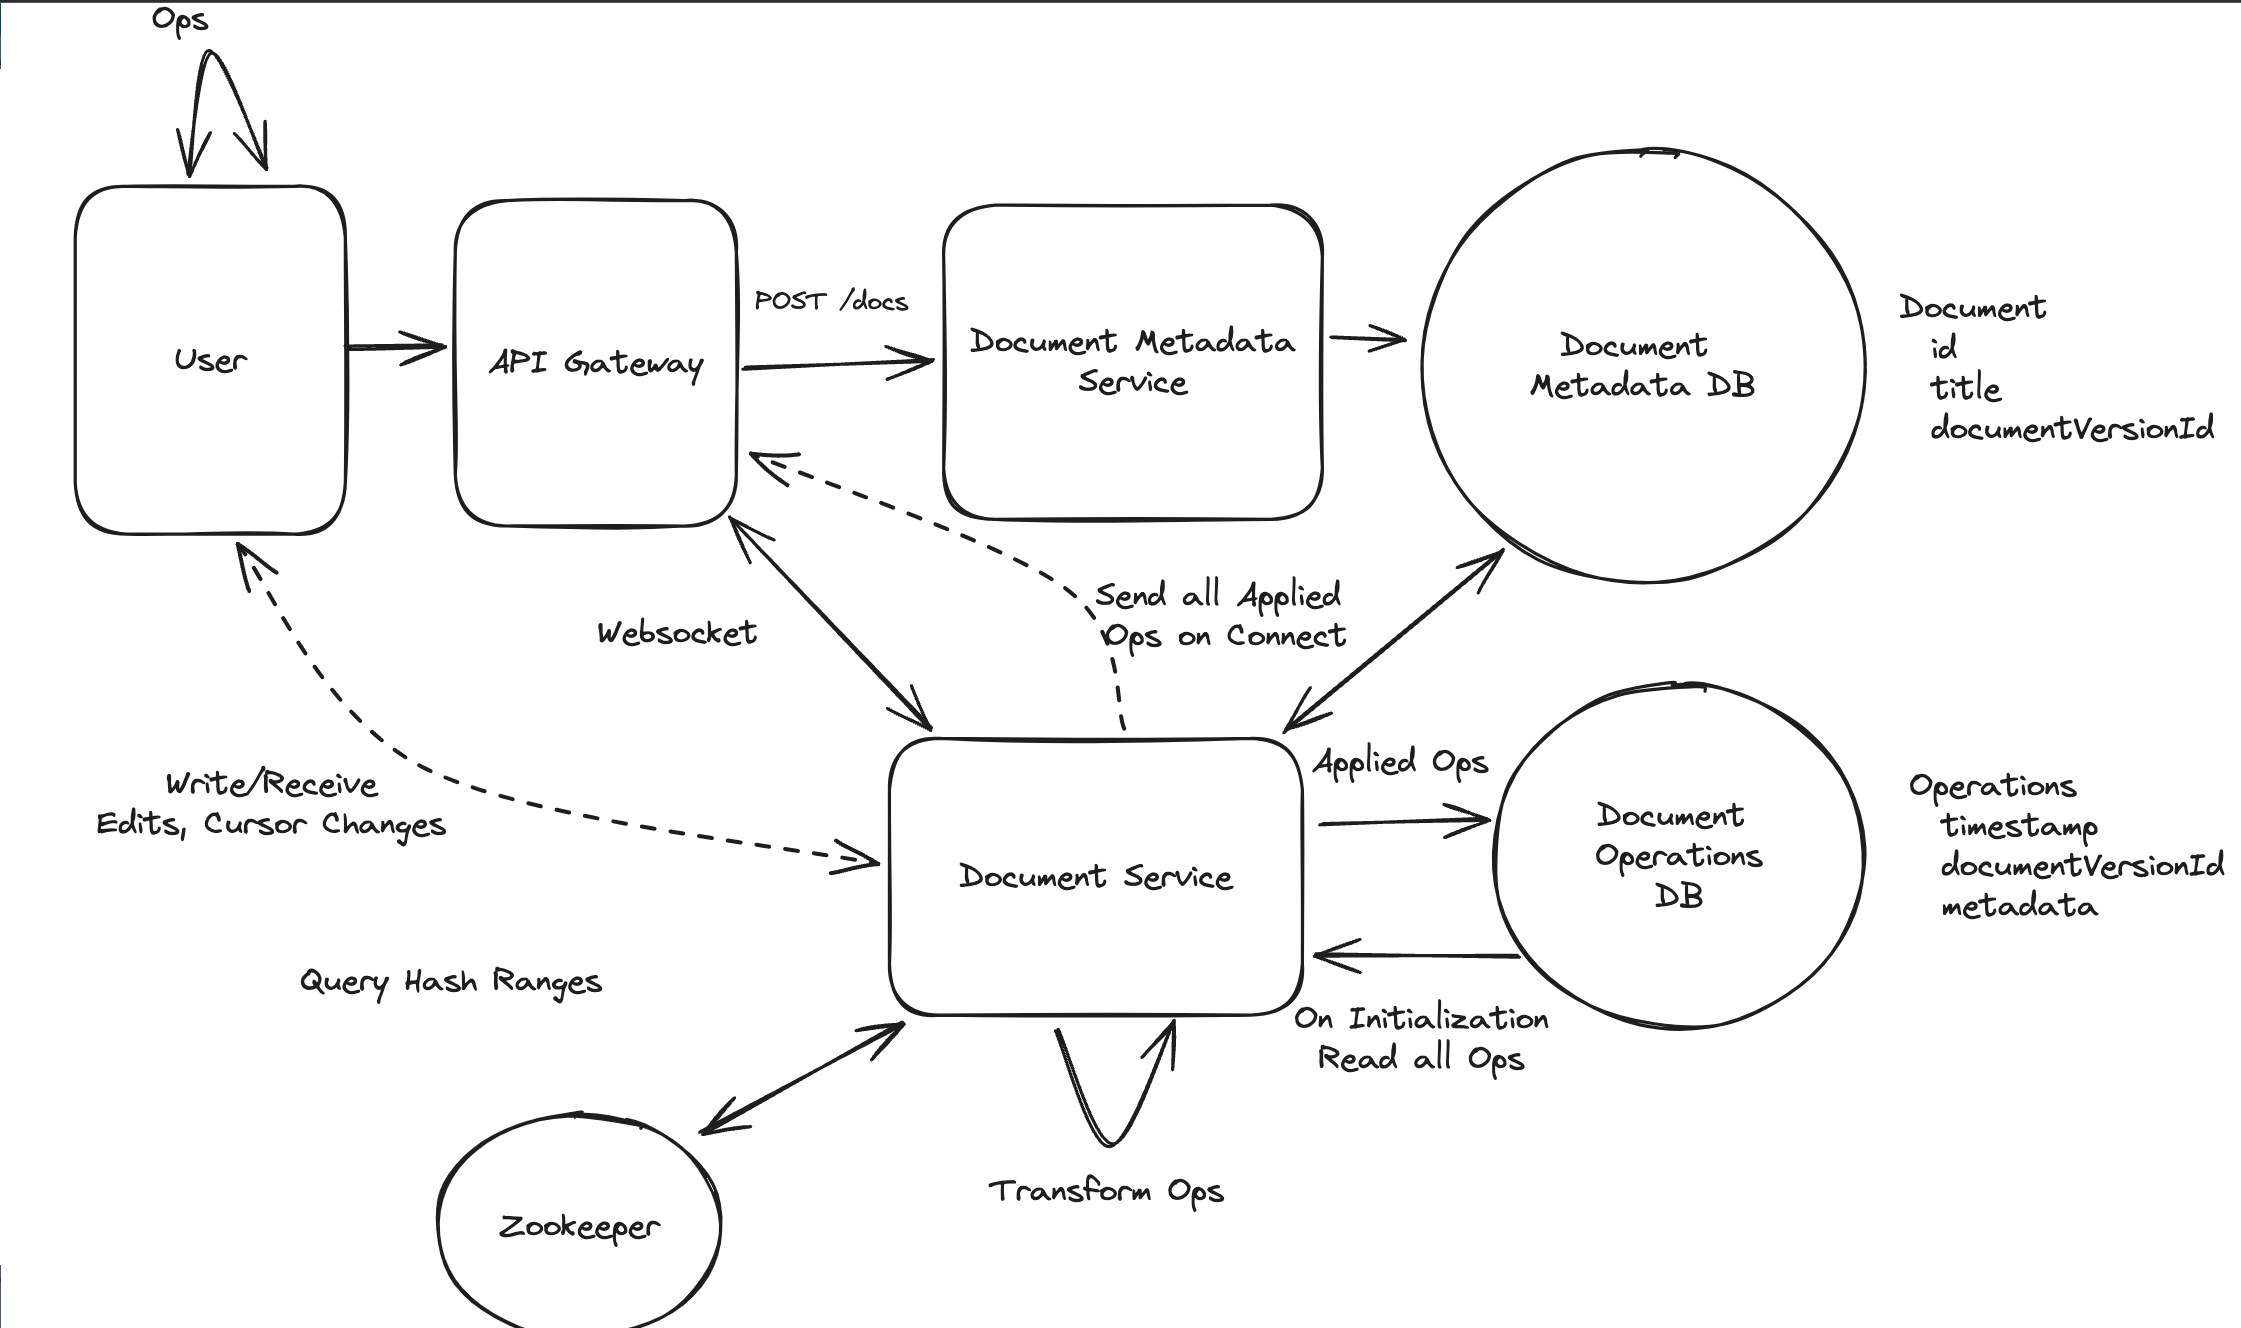 Ops
User
API Gateway
POST /docs
Document Metadata
Service
Document
Metadata DB
Document
id
title
documentVersionId
Websocket
Send all Applied
Ops on Connect
Write/Receive
Edits, Cursor Changes
Document Service
Applied Ops
Document
Operations
DB
Operations
timestamp
documentVersionId
metadata
Query Hash Ranges
On Initialization
Read all Ops
Transform Ops
Zookeeper